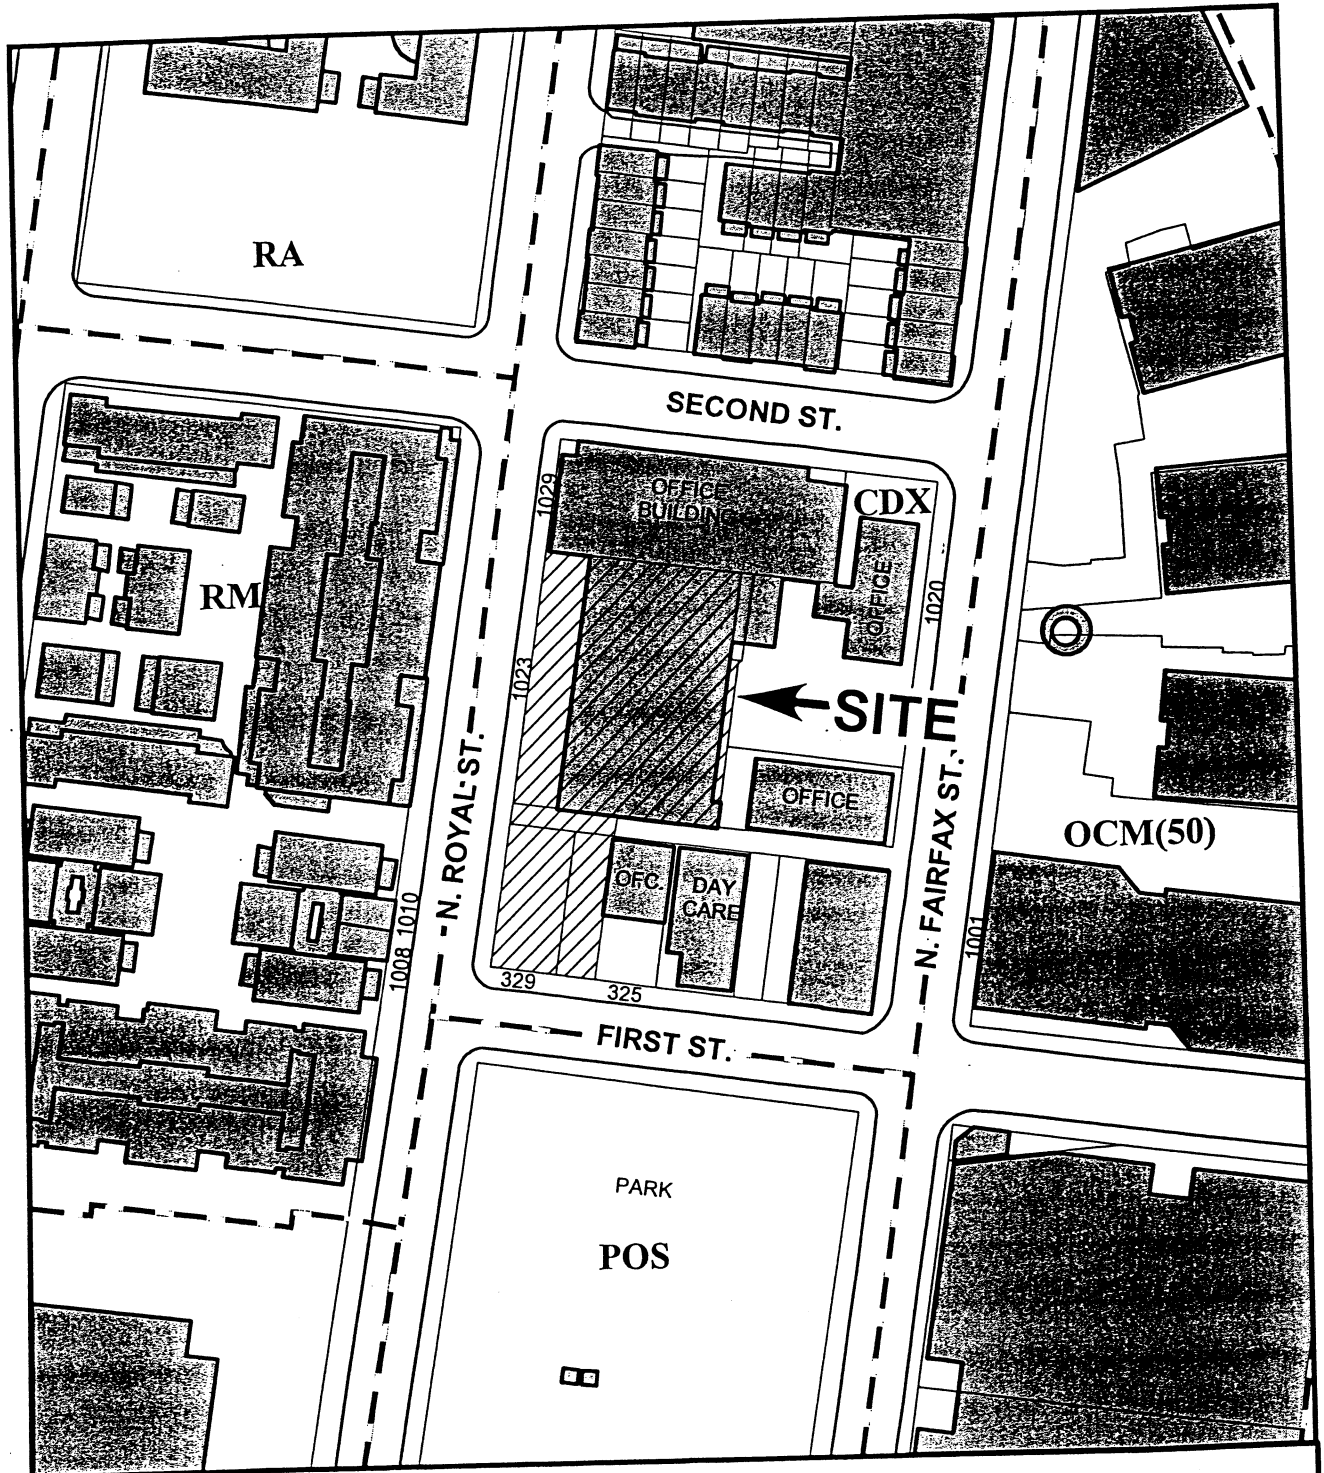 RA
SECOND ST.
1029
OFFICE
BUILDING
CDX
OFFICE
1020
RM
1023
SITE
N. ROYAL ST.
OFFICE
N. FAIRFAX ST.
OCM(50)
OFC
DAY
CARE
1010
1008
1001
329
325
FIRST ST.
PARK
POS